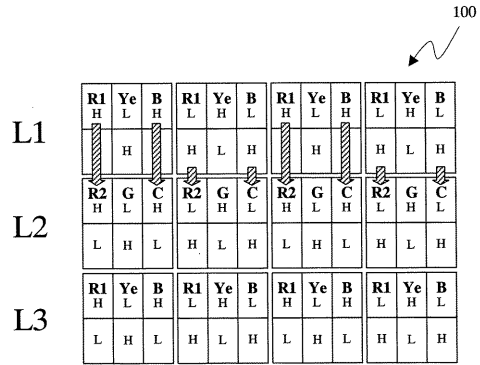 100
R1 Ye B R1 Ye B R1 Ye B R1 Ye B
H L H L H L H L H L H L
L1
H H L H H H L H
R2 G C R2 G C R2 G C R2 G C
H L H L H L H L H L H L
L2
L H L H L H L H L H L H
R1 Ye B R1 Ye B R1 Ye B R1 Ye B
H L H L H L H L H L H L
L3
L H L H L H L H L H L H